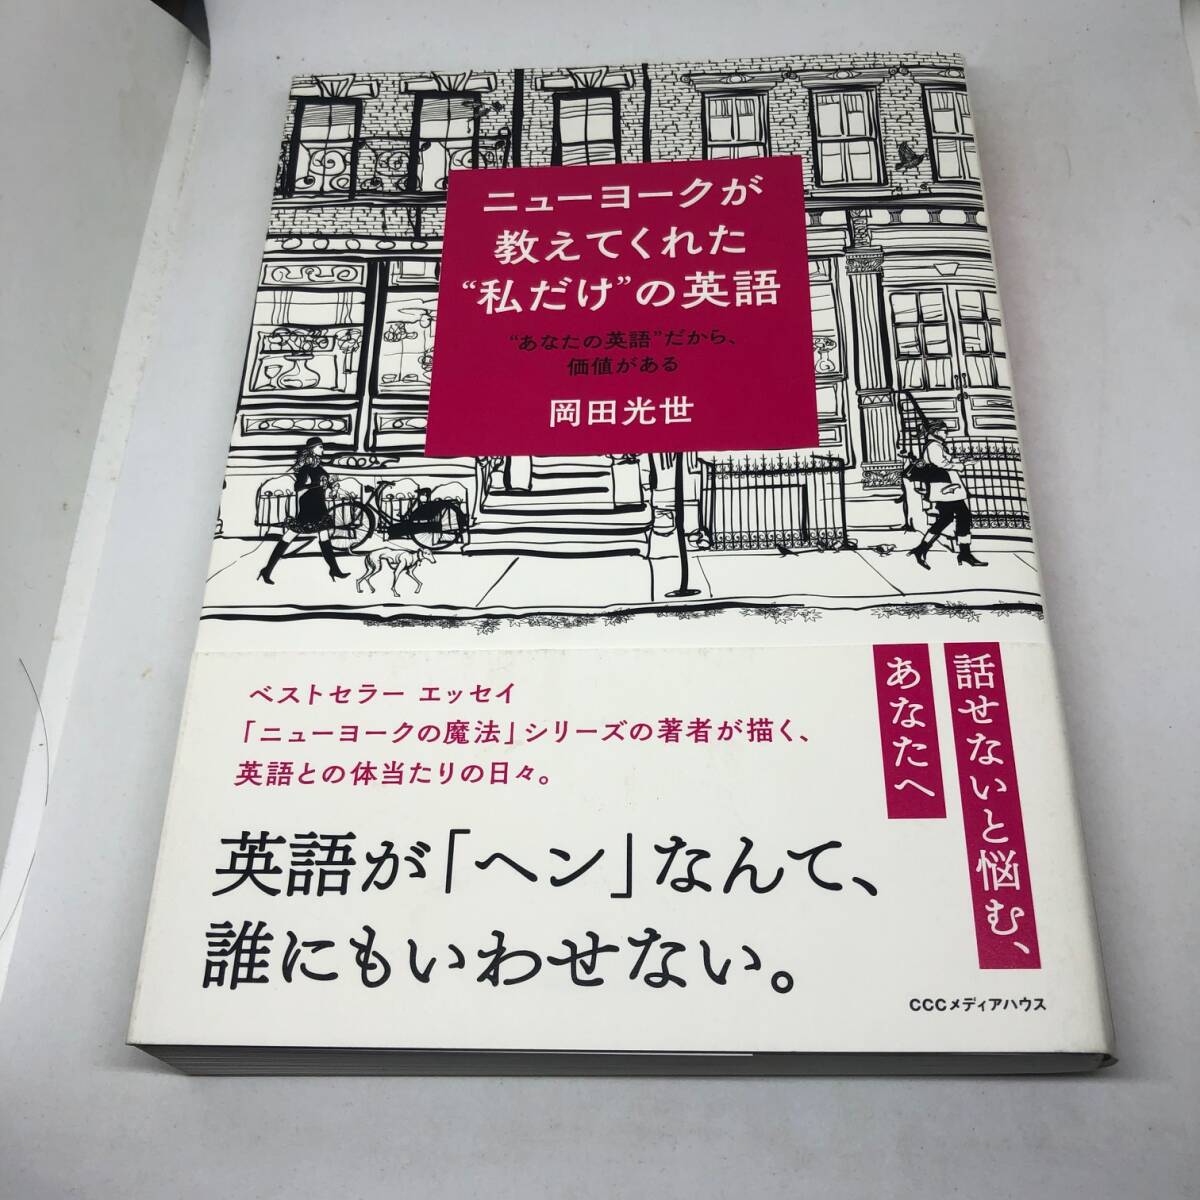 ニューヨークが
教えてくれた
“私だけ”の英語
“あなたの英語”だから、
価値がある
岡田光世
話せないと悩む、
あなたへ
ベストセラー エッセイ
「ニューヨークの魔法」シリーズの著者が描く、
英語との体当たりの日々。
英語が「ヘン」なんて、
誰にもいわせない。
CCCメディアハウス